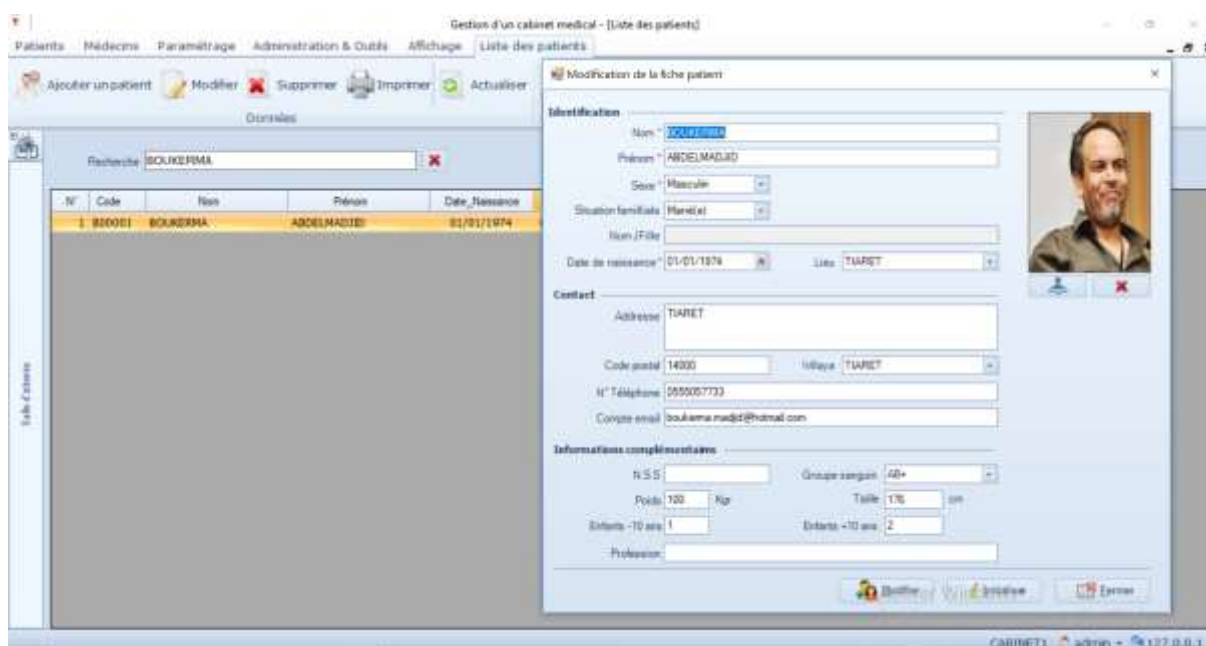 Gestion d'un cabinet medical - [Liste des patients]
Patients Médecins Paramétrage Administration & Outils Affichage Liste des patients
Ajouter un patient Modifier Supprimer Imprimer Actualiser
Données
Recherche BOUKERMA
N° Code Nom Prénom Date_Naissance
1 B00001 BOUKERMA ABDELMADJID 01/01/1974
Salle d'attente
Modification de la fiche patient
Identification
Nom * BOUKERMA
Prénom * ABDELMADJID
Sexe * Masculin
Situation familiale Marié(e)
Nom J.Fille
Date de naissance * 01/01/1974 Lieu TIARET
Contact
Addresse TIARET
Code postal 14000 Willaya TIARET
N° Téléphone 0555057733
Compte email boukerma.madjid@hotmail.com
Informations complémentaires
N.S.S Groupe sanguin AB+
Poids 100 Kgr Taille 176 cm
Enfants -10 ans 1 Enfants +10 ans 2
Profession
Modifier Initialiser Fermer
CABINET1 admin - 127.0.0.1